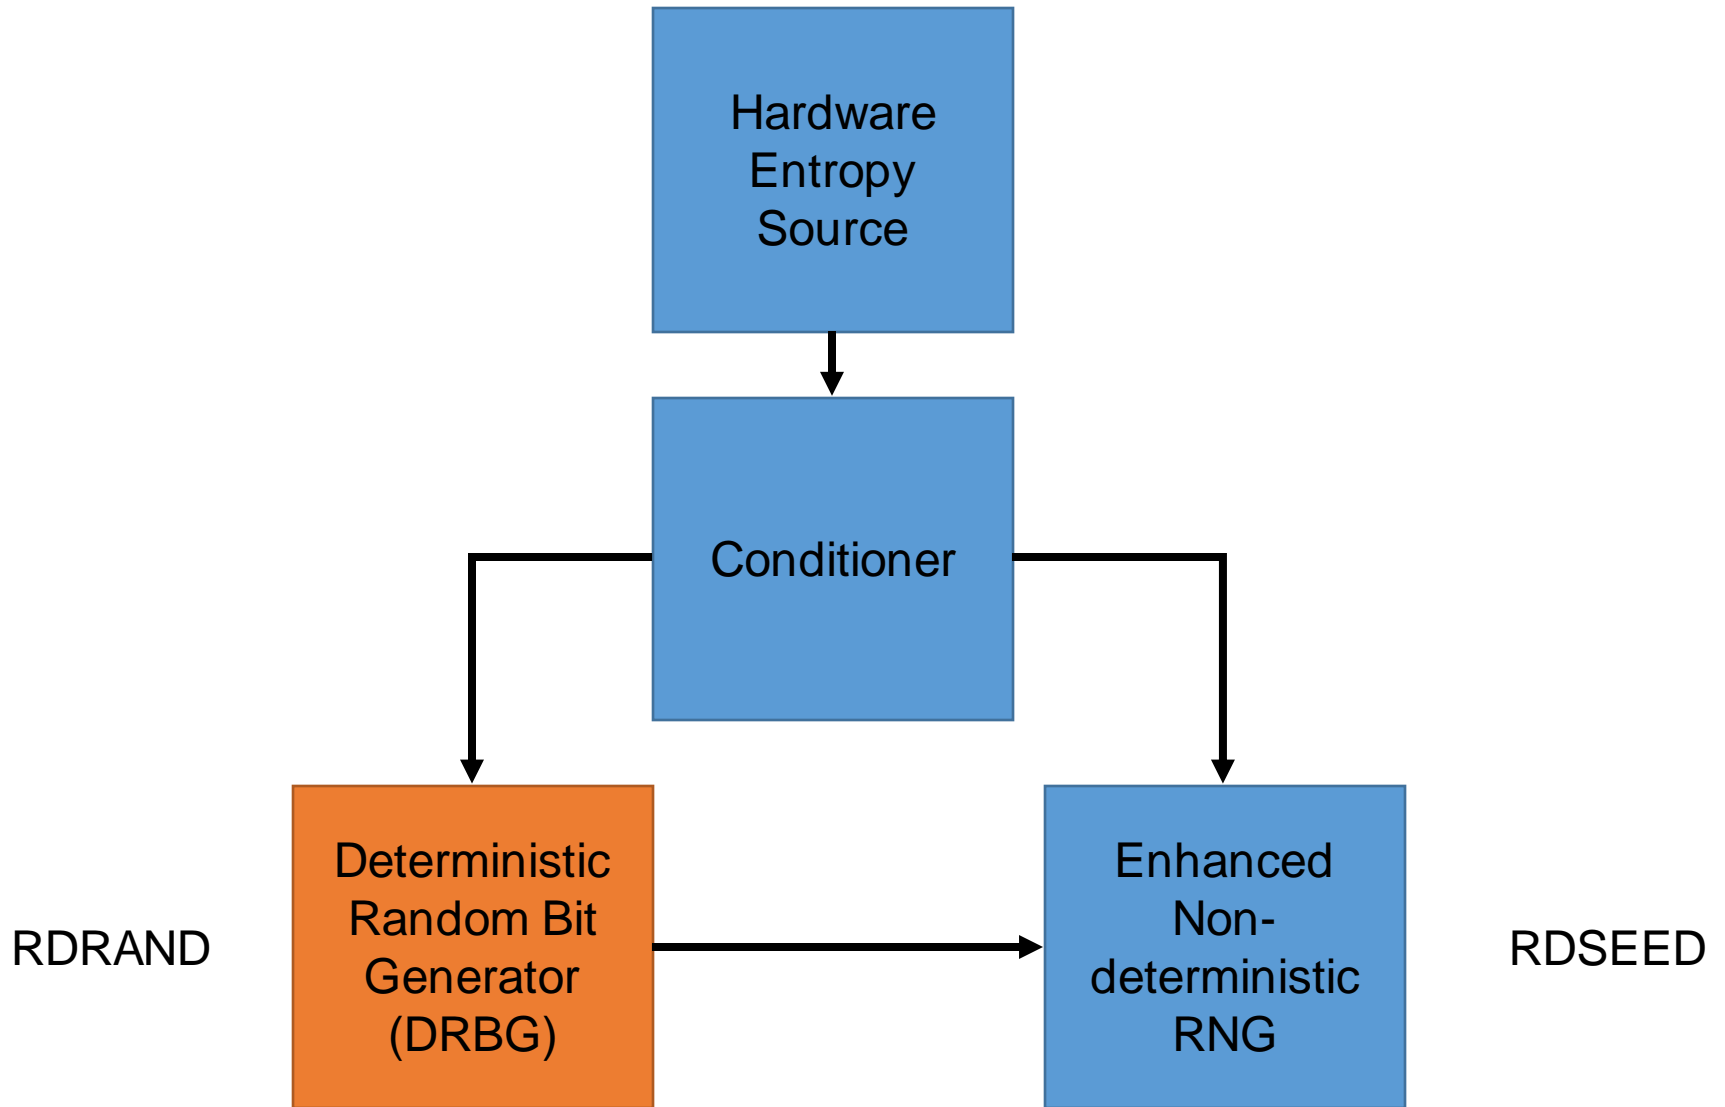 Hardware
Entropy
Source
Conditioner
RDRAND
Deterministic
Random Bit
Generator
(DRBG)
Enhanced
Non-
deterministic
RNG
RDSEED